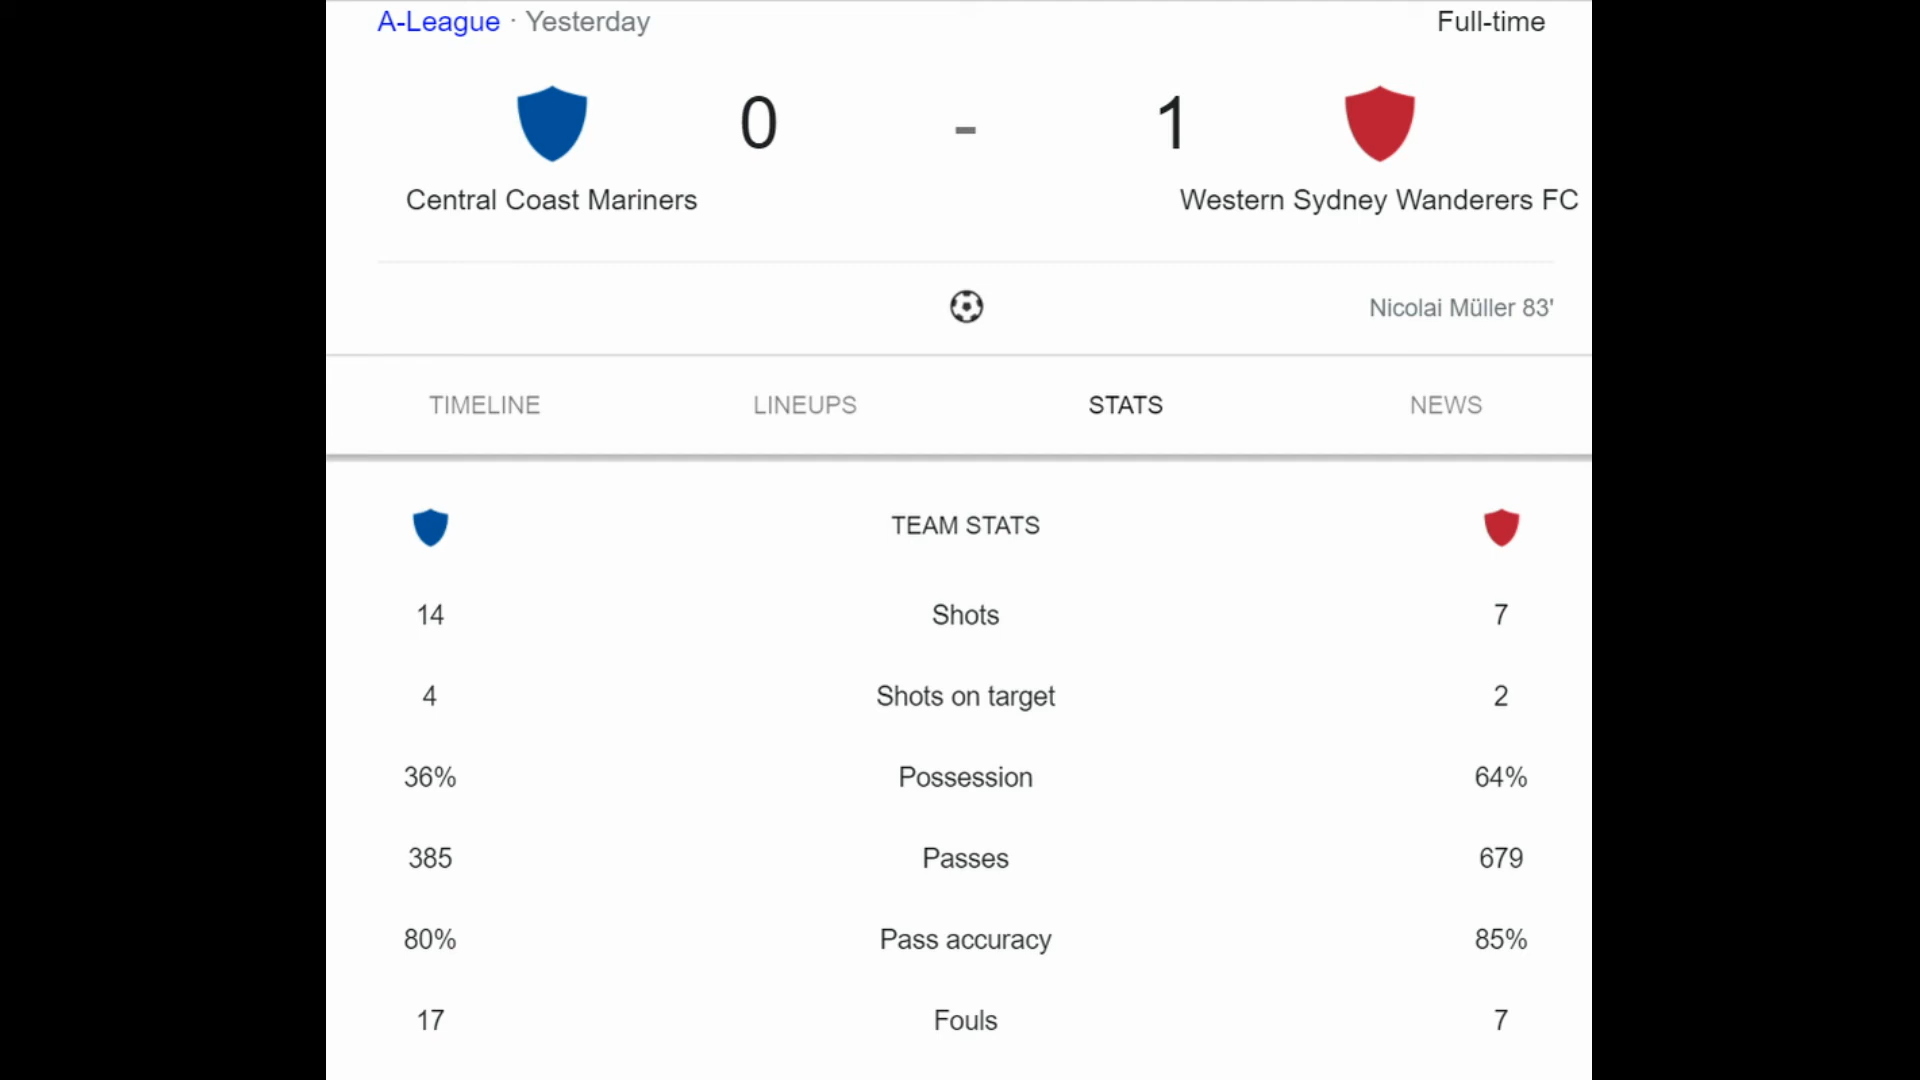 A-League · Yesterday Full-time
0 - 1
Central Coast Mariners Western Sydney Wanderers FC
Nicolai Müller 83'
TIMELINE LINEUPS STATS NEWS
TEAM STATS
14 Shots 7
4 Shots on target 2
36% Possession 64%
385 Passes 679
80% Pass accuracy 85%
17 Fouls 7